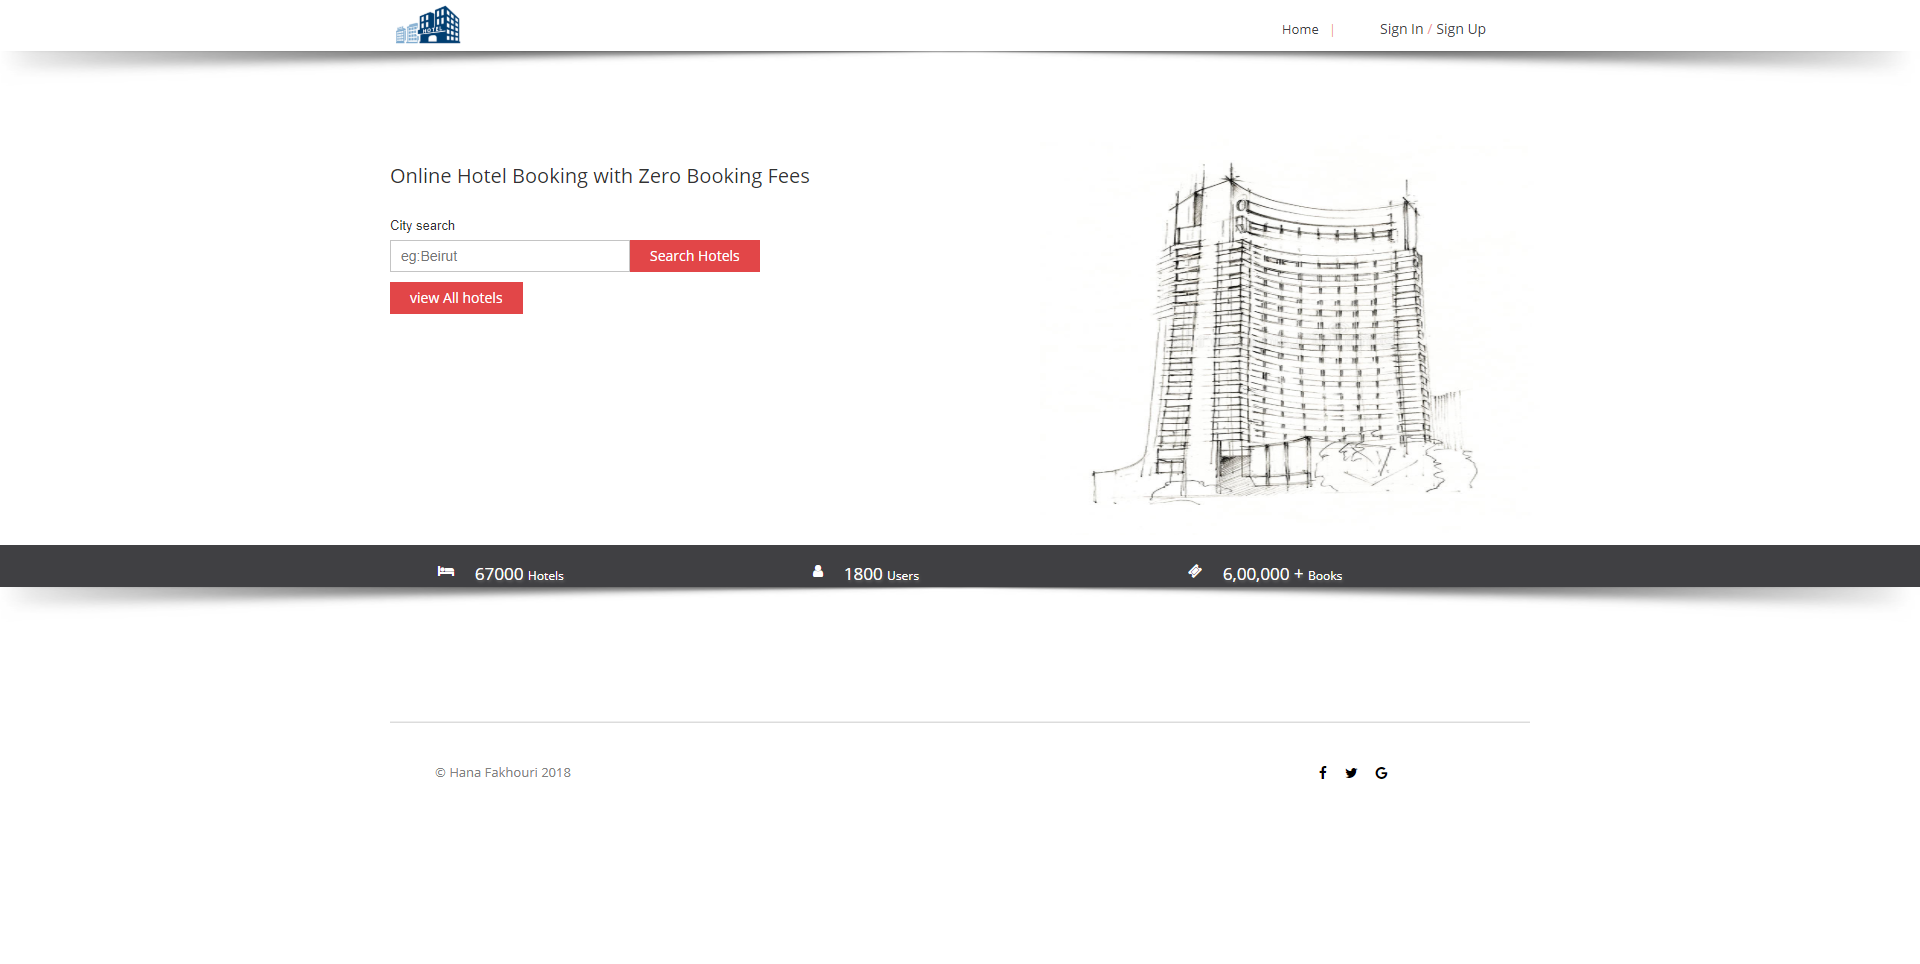 HOTEL
Home | Sign In / Sign Up
Online Hotel Booking with Zero Booking Fees
City search
eg:Beirut Search Hotels
view All hotels
67000 Hotels 1800 Users 6,00,000 + Books
© Hana Fakhouri 2018